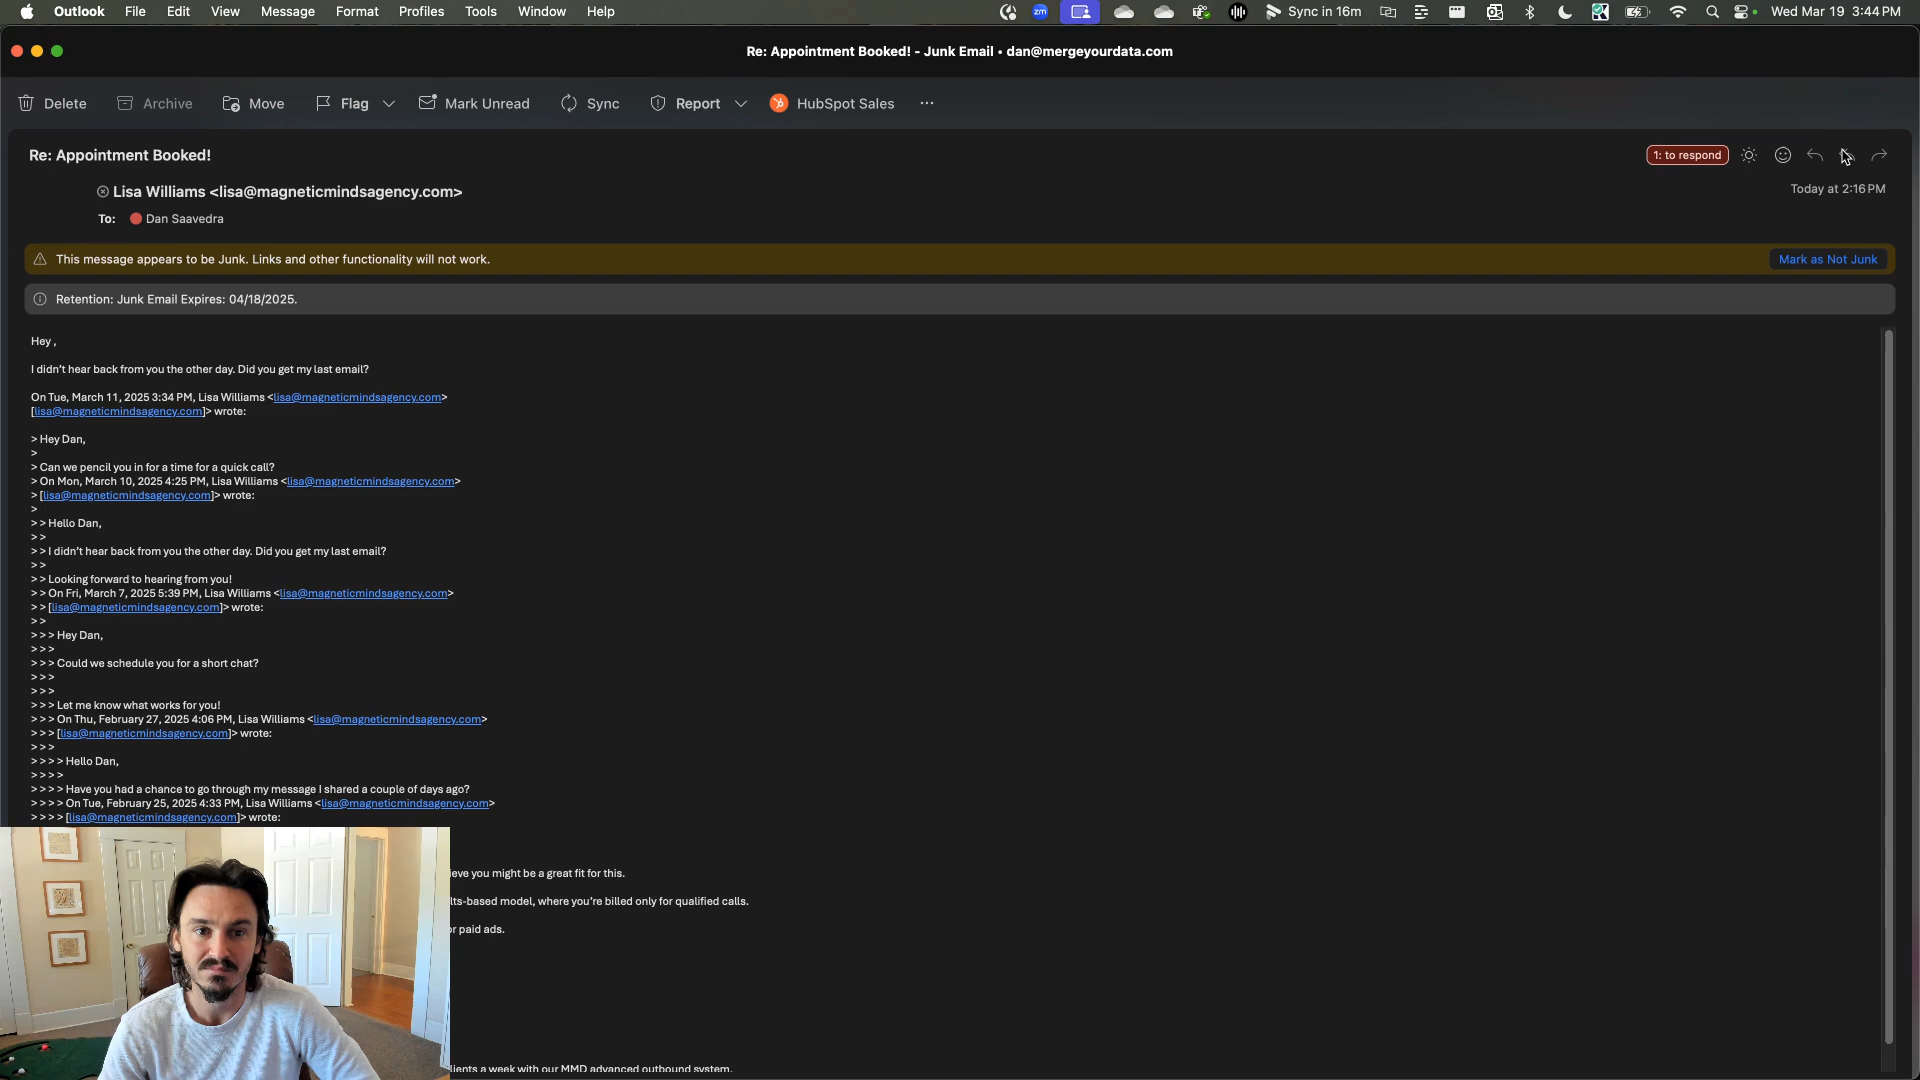 Outlook File Edit View Message Format Profiles Tools Window Help zm Sync in 16m Wed Mar 19 3:44 PM
Re: Appointment Booked! - Junk Email • dan@mergeyourdata.com
Delete Archive Move Flag Mark Unread Sync Report HubSpot Sales ...
Re: Appointment Booked! 1: to respond
Lisa Williams <lisa@magneticmindsagency.com> Today at 2:16 PM
To: Dan Saavedra
This message appears to be Junk. Links and other functionality will not work. Mark as Not Junk
Retention: Junk Email Expires: 04/18/2025.
Hey ,
I didn't hear back from you the other day. Did you get my last email?
On Tue, March 11, 2025 3:34 PM, Lisa Williams <lisa@magneticmindsagency.com>
[lisa@magneticmindsagency.com]> wrote:
> Hey Dan,
>
> Can we pencil you in for a time for a quick call?
> On Mon, March 10, 2025 4:25 PM, Lisa Williams <lisa@magneticmindsagency.com>
> [lisa@magneticmindsagency.com]> wrote:
>
> > Hello Dan,
> >
> > I didn't hear back from you the other day. Did you get my last email?
> >
> > Looking forward to hearing from you!
> > On Fri, March 7, 2025 5:39 PM, Lisa Williams <lisa@magneticmindsagency.com>
> > [lisa@magneticmindsagency.com]> wrote:
> >
> > > Hey Dan,
> > >
> > > Could we schedule you for a short chat?
> > >
> > >
> > > Let me know what works for you!
> > > On Thu, February 27, 2025 4:06 PM, Lisa Williams <lisa@magneticmindsagency.com>
> > > [lisa@magneticmindsagency.com]> wrote:
> > >
> > > > Hello Dan,
> > > >
> > > > Have you had a chance to go through my message I shared a couple of days ago?
> > > > On Tue, February 25, 2025 4:33 PM, Lisa Williams <lisa@magneticmindsagency.com>
> > > > [lisa@magneticmindsagency.com]> wrote:
ieve you might be a great fit for this.
lts-based model, where you're billed only for qualified calls.
or paid ads.
lients a week with our MMD advanced outbound system.